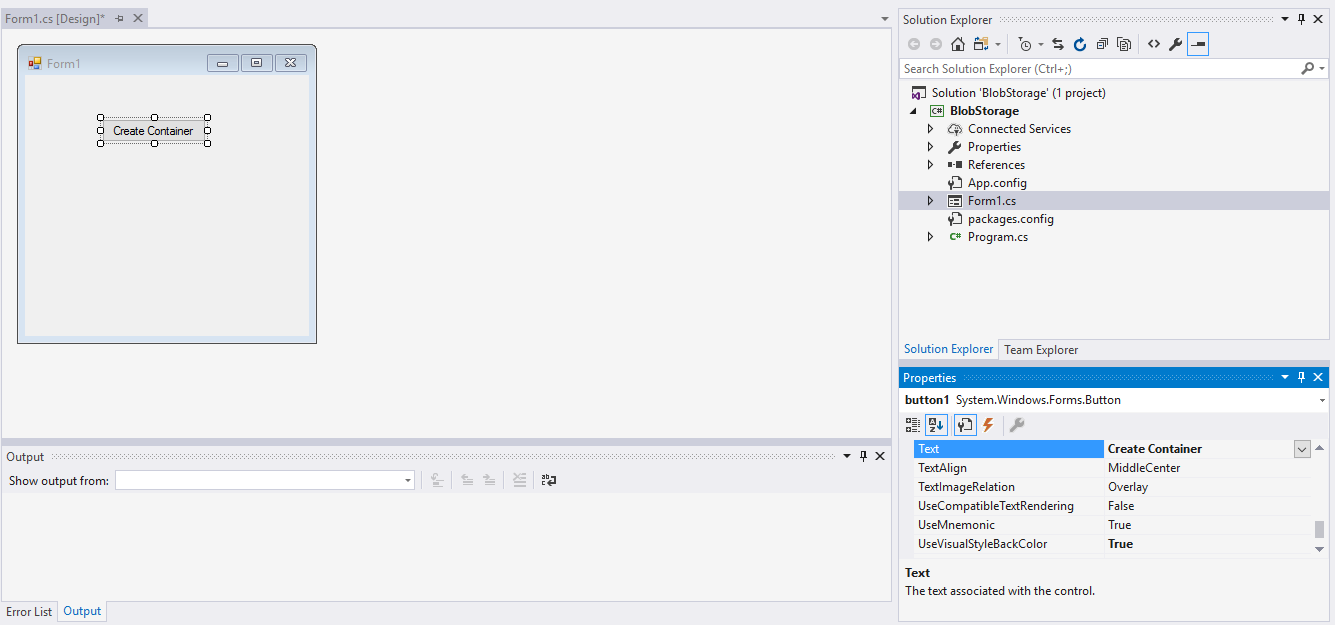 Form1.cs [Design]*
Form1
Create Container
Output
Show output from:
Error List
Output
Solution Explorer
Search Solution Explorer (Ctrl+;)
Solution 'BlobStorage' (1 project)
C# BlobStorage
Connected Services
Properties
References
App.config
Form1.cs
packages.config
C# Program.cs
Solution Explorer
Team Explorer
Properties
button1 System.Windows.Forms.Button
Text Create Container
TextAlign MiddleCenter
TextImageRelation Overlay
UseCompatibleTextRendering False
UseMnemonic True
UseVisualStyleBackColor True
Text
The text associated with the control.